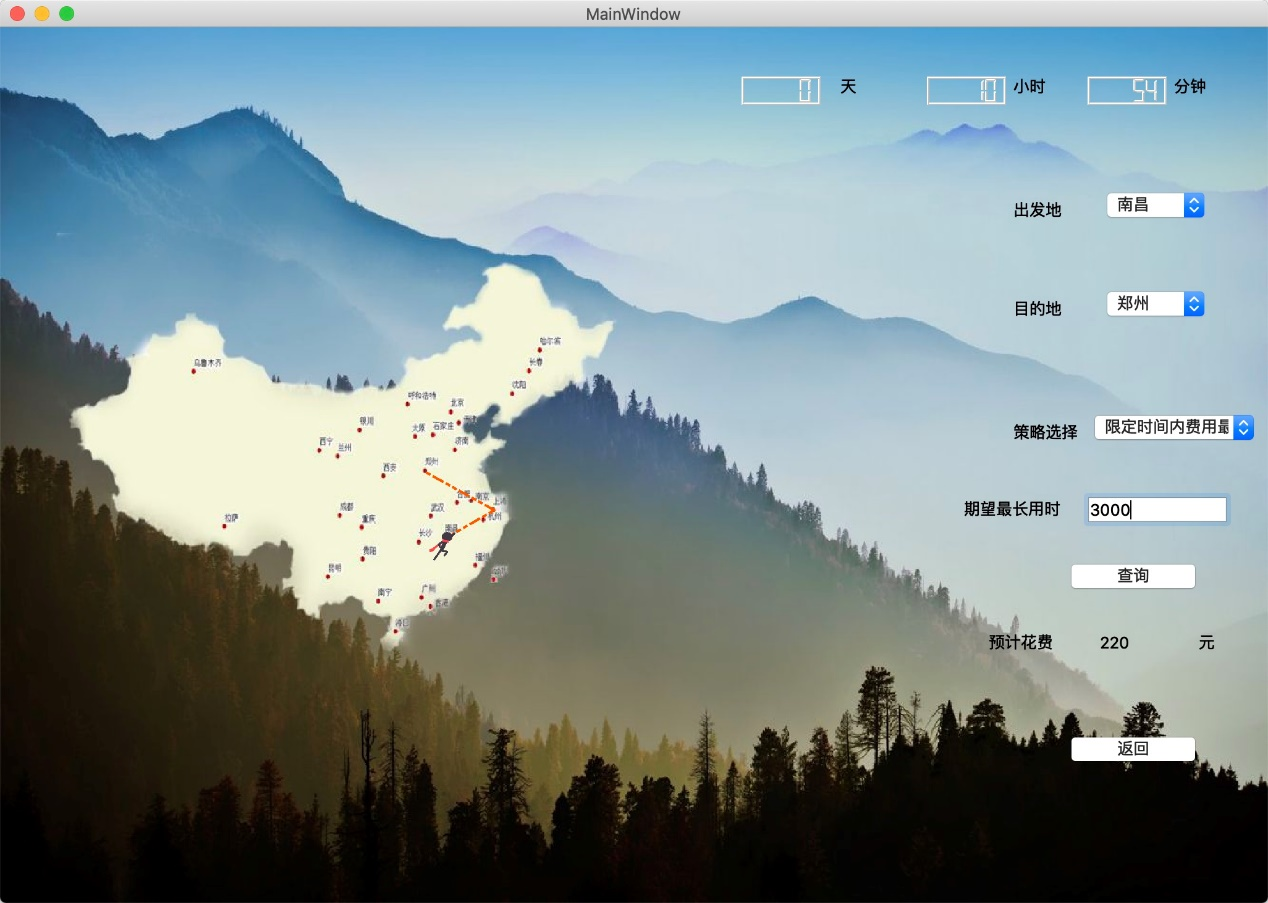 MainWindow
0 天 10 小时 54 分钟
出发地 南昌
目的地 郑州
策略选择 限定时间内费用最
期望最长用时 3000
查询
预计花费 220 元
返回
哈尔滨
长春
乌鲁木齐
沈阳
呼和浩特
北京
银川
太原 石家庄
西宁 兰州
济南
西安 郑州
合肥 南京 上海
成都 武汉
拉萨 重庆 杭州
长沙 南昌
贵阳 福州
昆明
南宁 广州
香港
海口